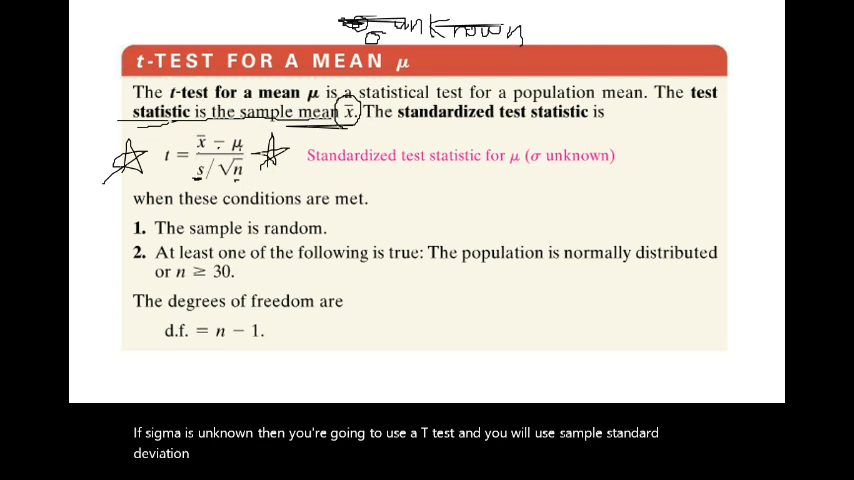 σ unknown
t-TEST FOR A MEAN μ
The t-test for a mean μ is a statistical test for a population mean. The test
statistic is the sample mean x̄. The standardized test statistic is
t = (x̄ − μ) / (s/√n) Standardized test statistic for μ (σ unknown)
when these conditions are met.
1. The sample is random.
2. At least one of the following is true: The population is normally distributed
or n ≥ 30.
The degrees of freedom are
d.f. = n − 1.
If sigma is unknown then you're going to use a T test and you will use sample standard
deviation